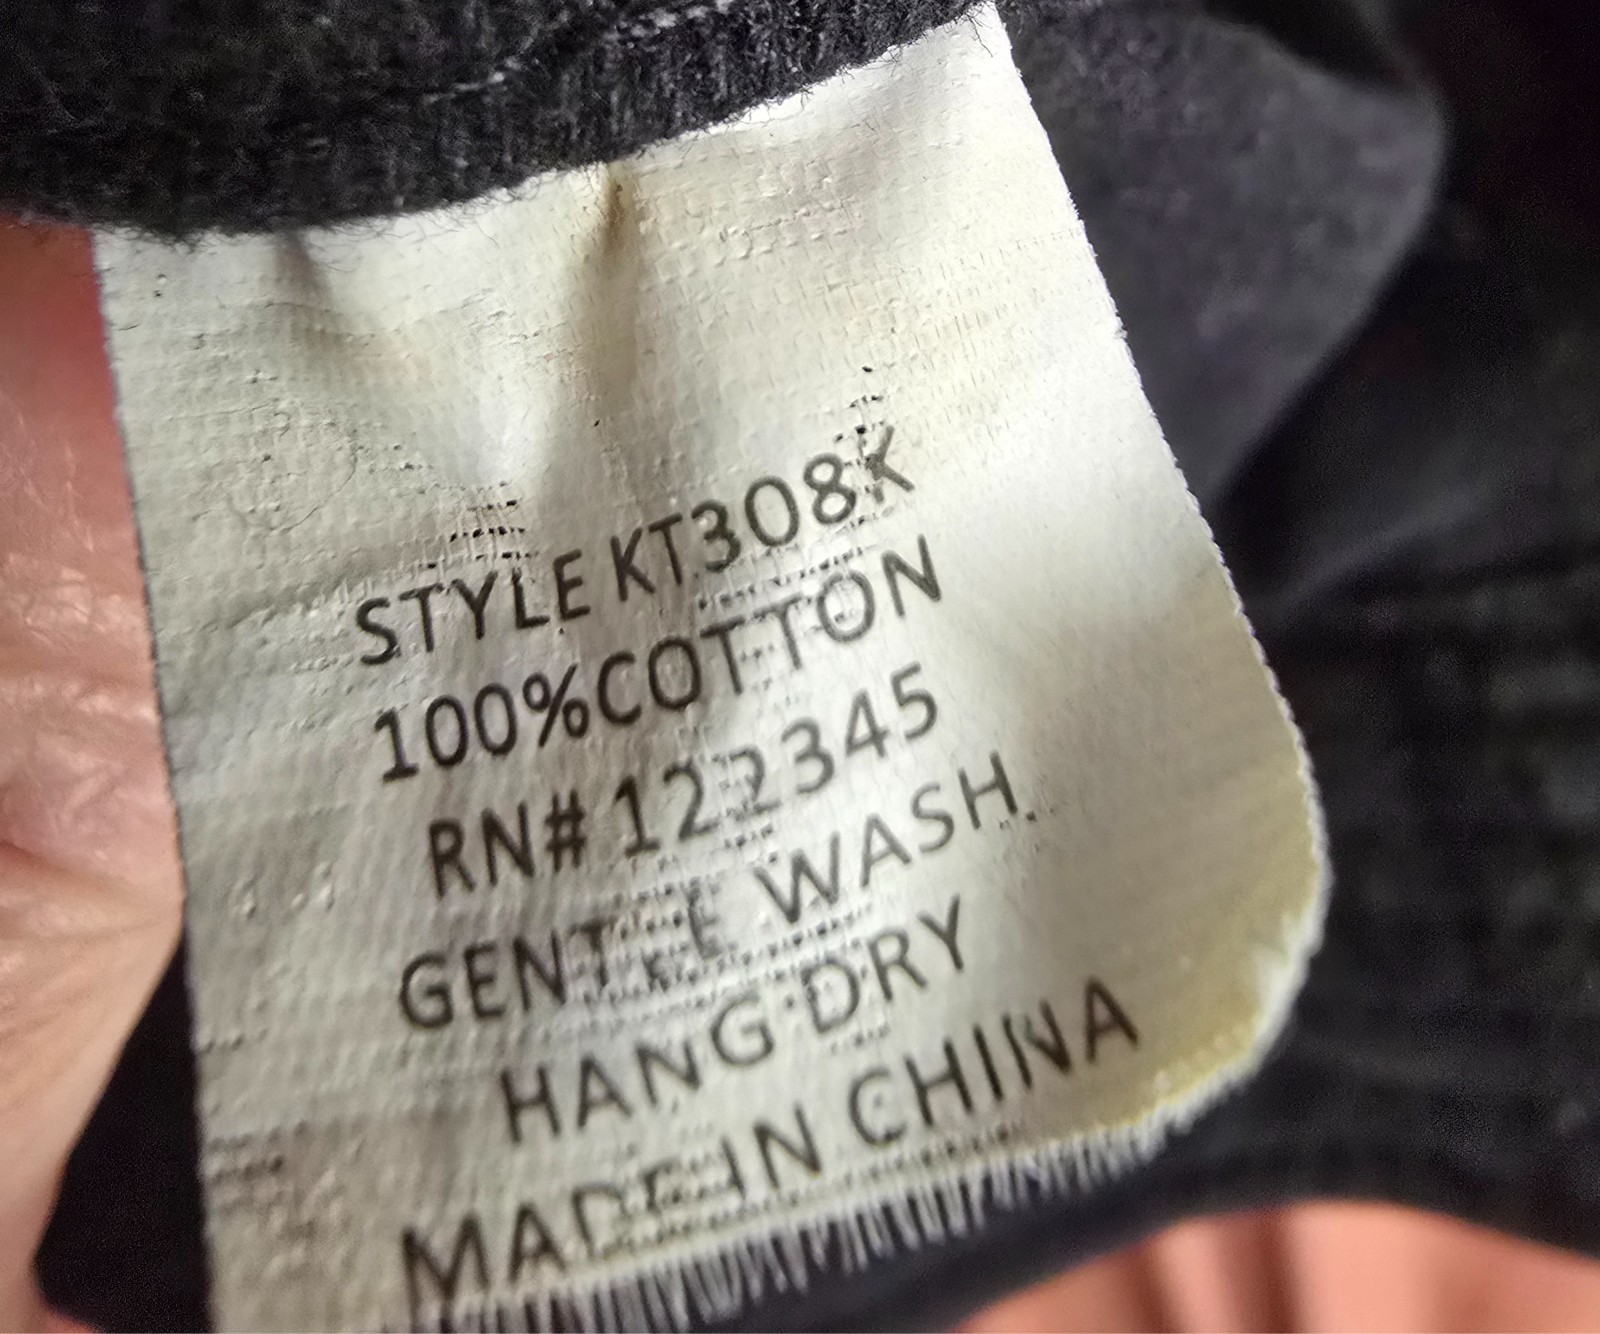 STYLE KT308K
100%COTTON
RN# 122345
GENTLE WASH
HANG DRY
MADE IN CHINA